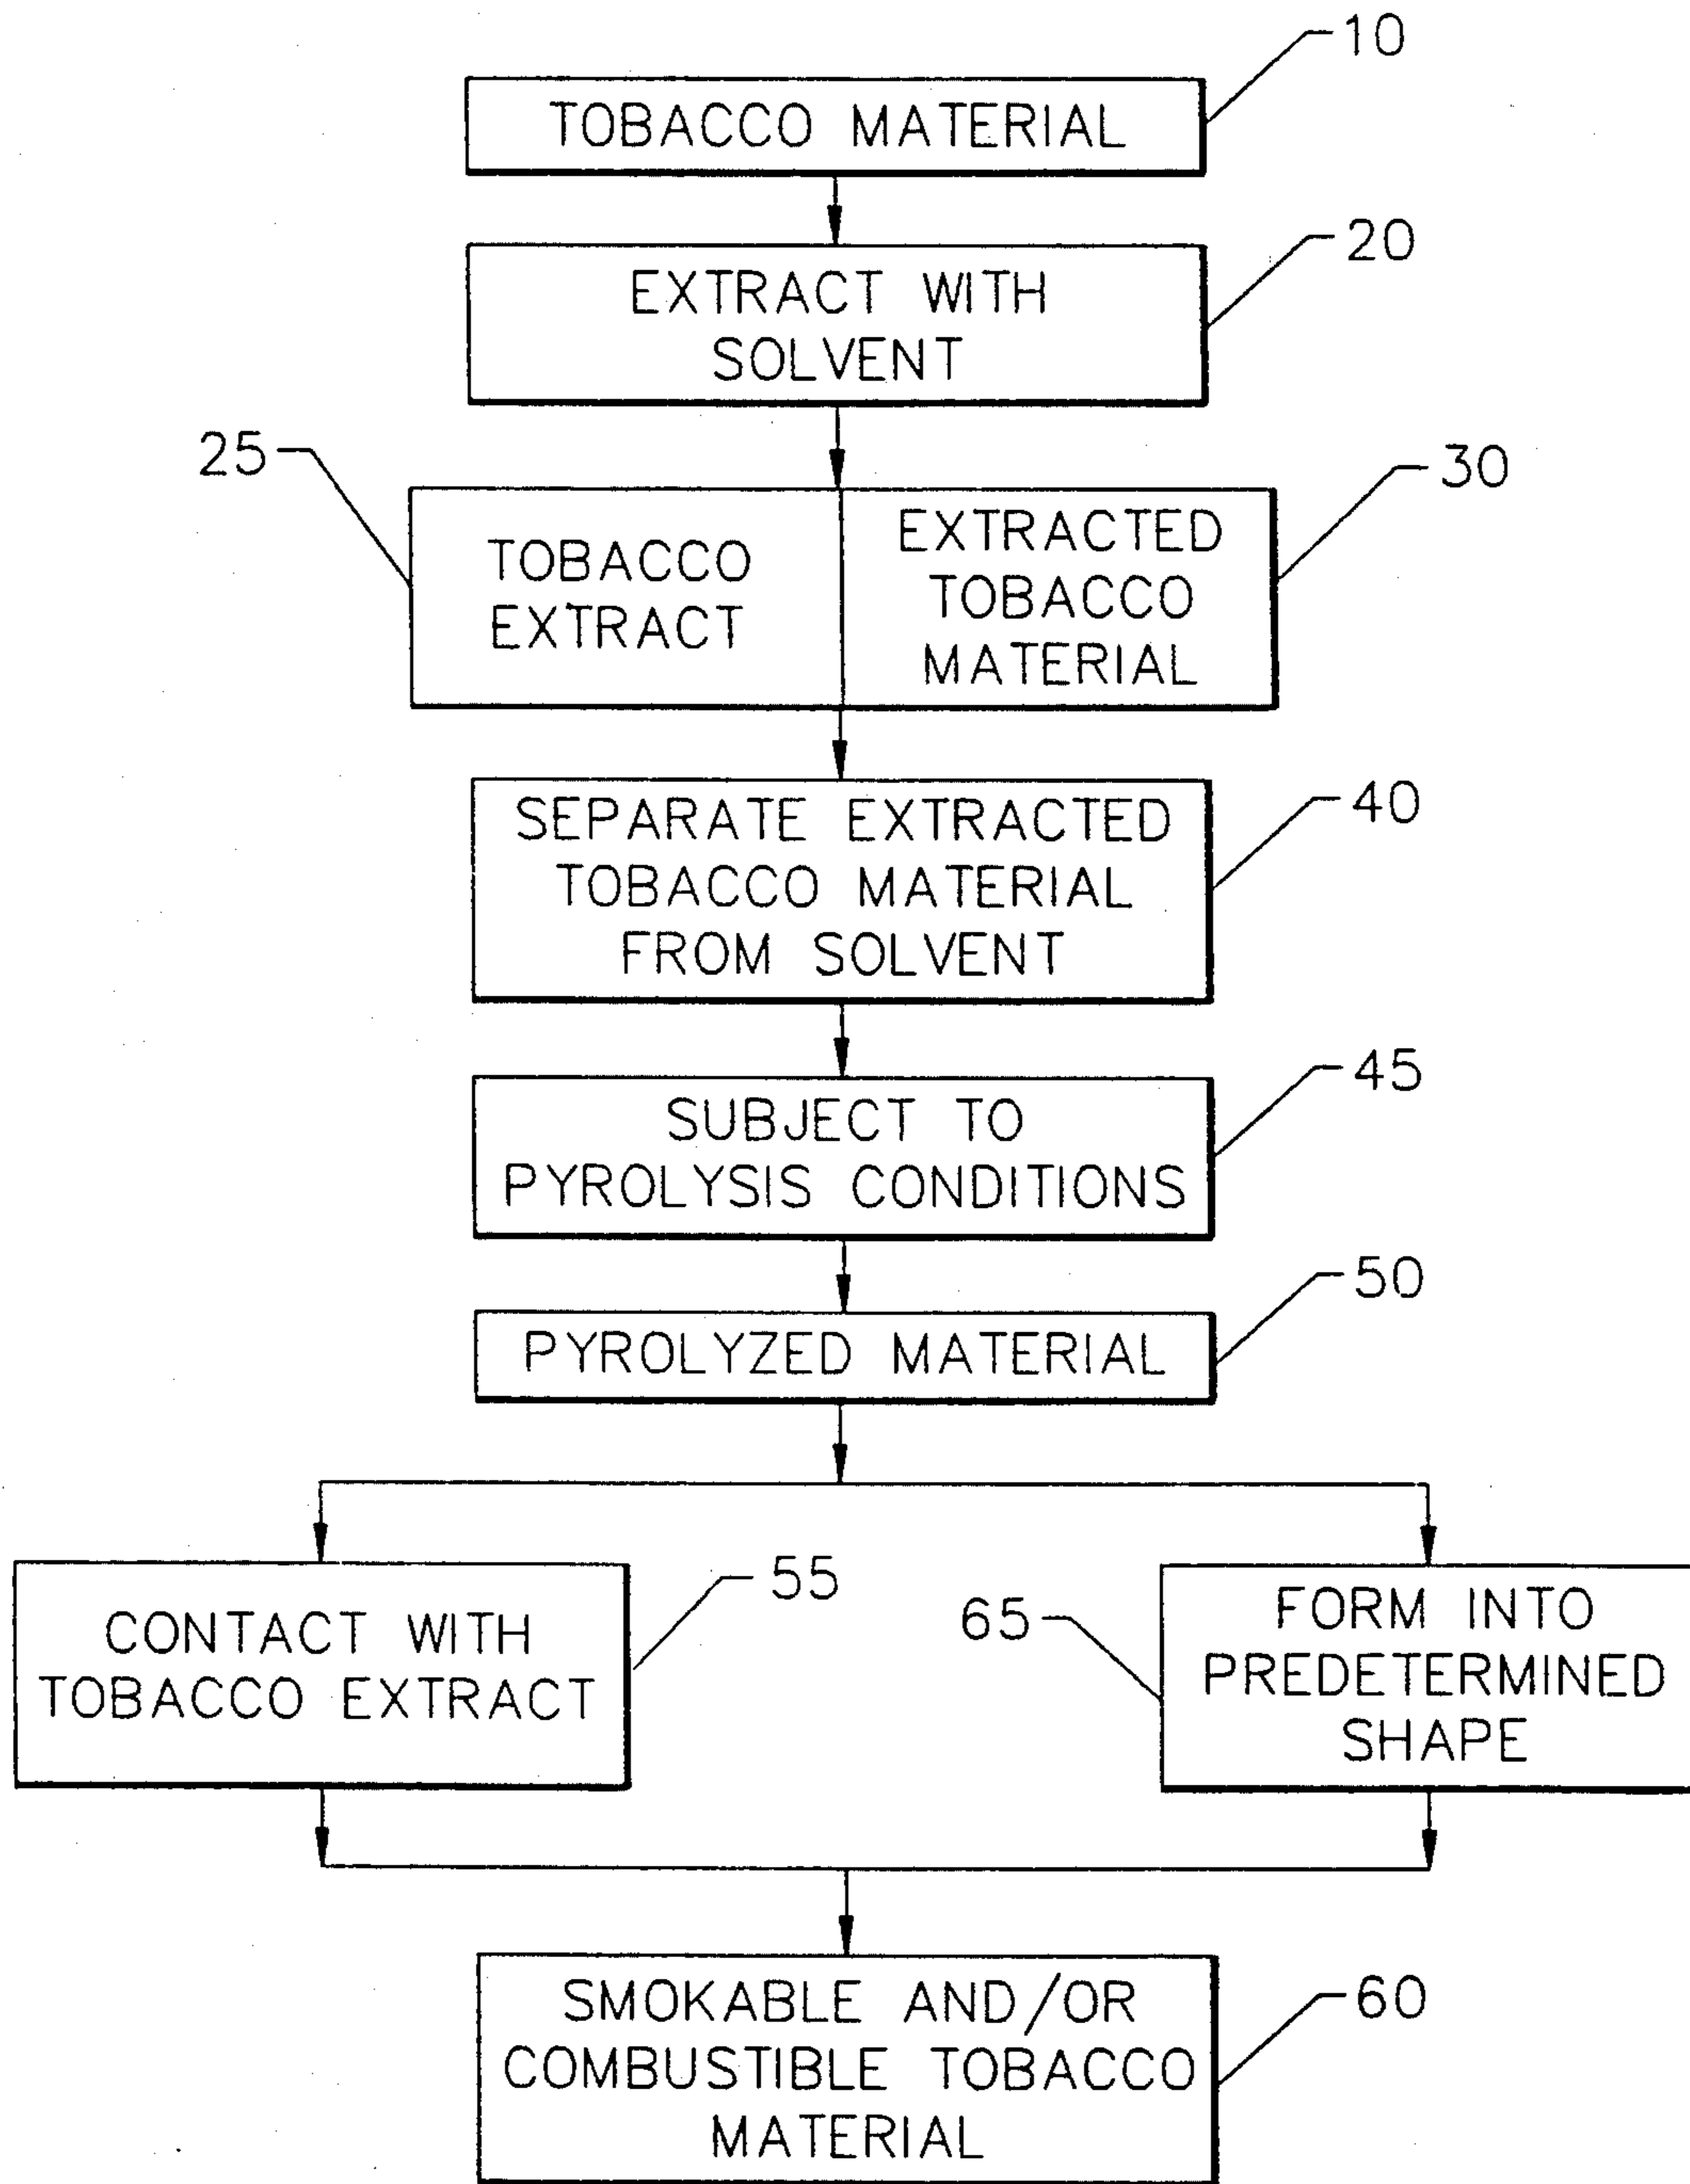 10
TOBACCO MATERIAL
20
EXTRACT WITH
SOLVENT
25
30
TOBACCO
EXTRACT
EXTRACTED
TOBACCO
MATERIAL
40
SEPARATE EXTRACTED
TOBACCO MATERIAL
FROM SOLVENT
45
SUBJECT TO
PYROLYSIS CONDITIONS
50
PYROLYZED MATERIAL
55
CONTACT WITH
TOBACCO EXTRACT
65
FORM INTO
PREDETERMINED
SHAPE
60
SMOKABLE AND/OR
COMBUSTIBLE TOBACCO
MATERIAL